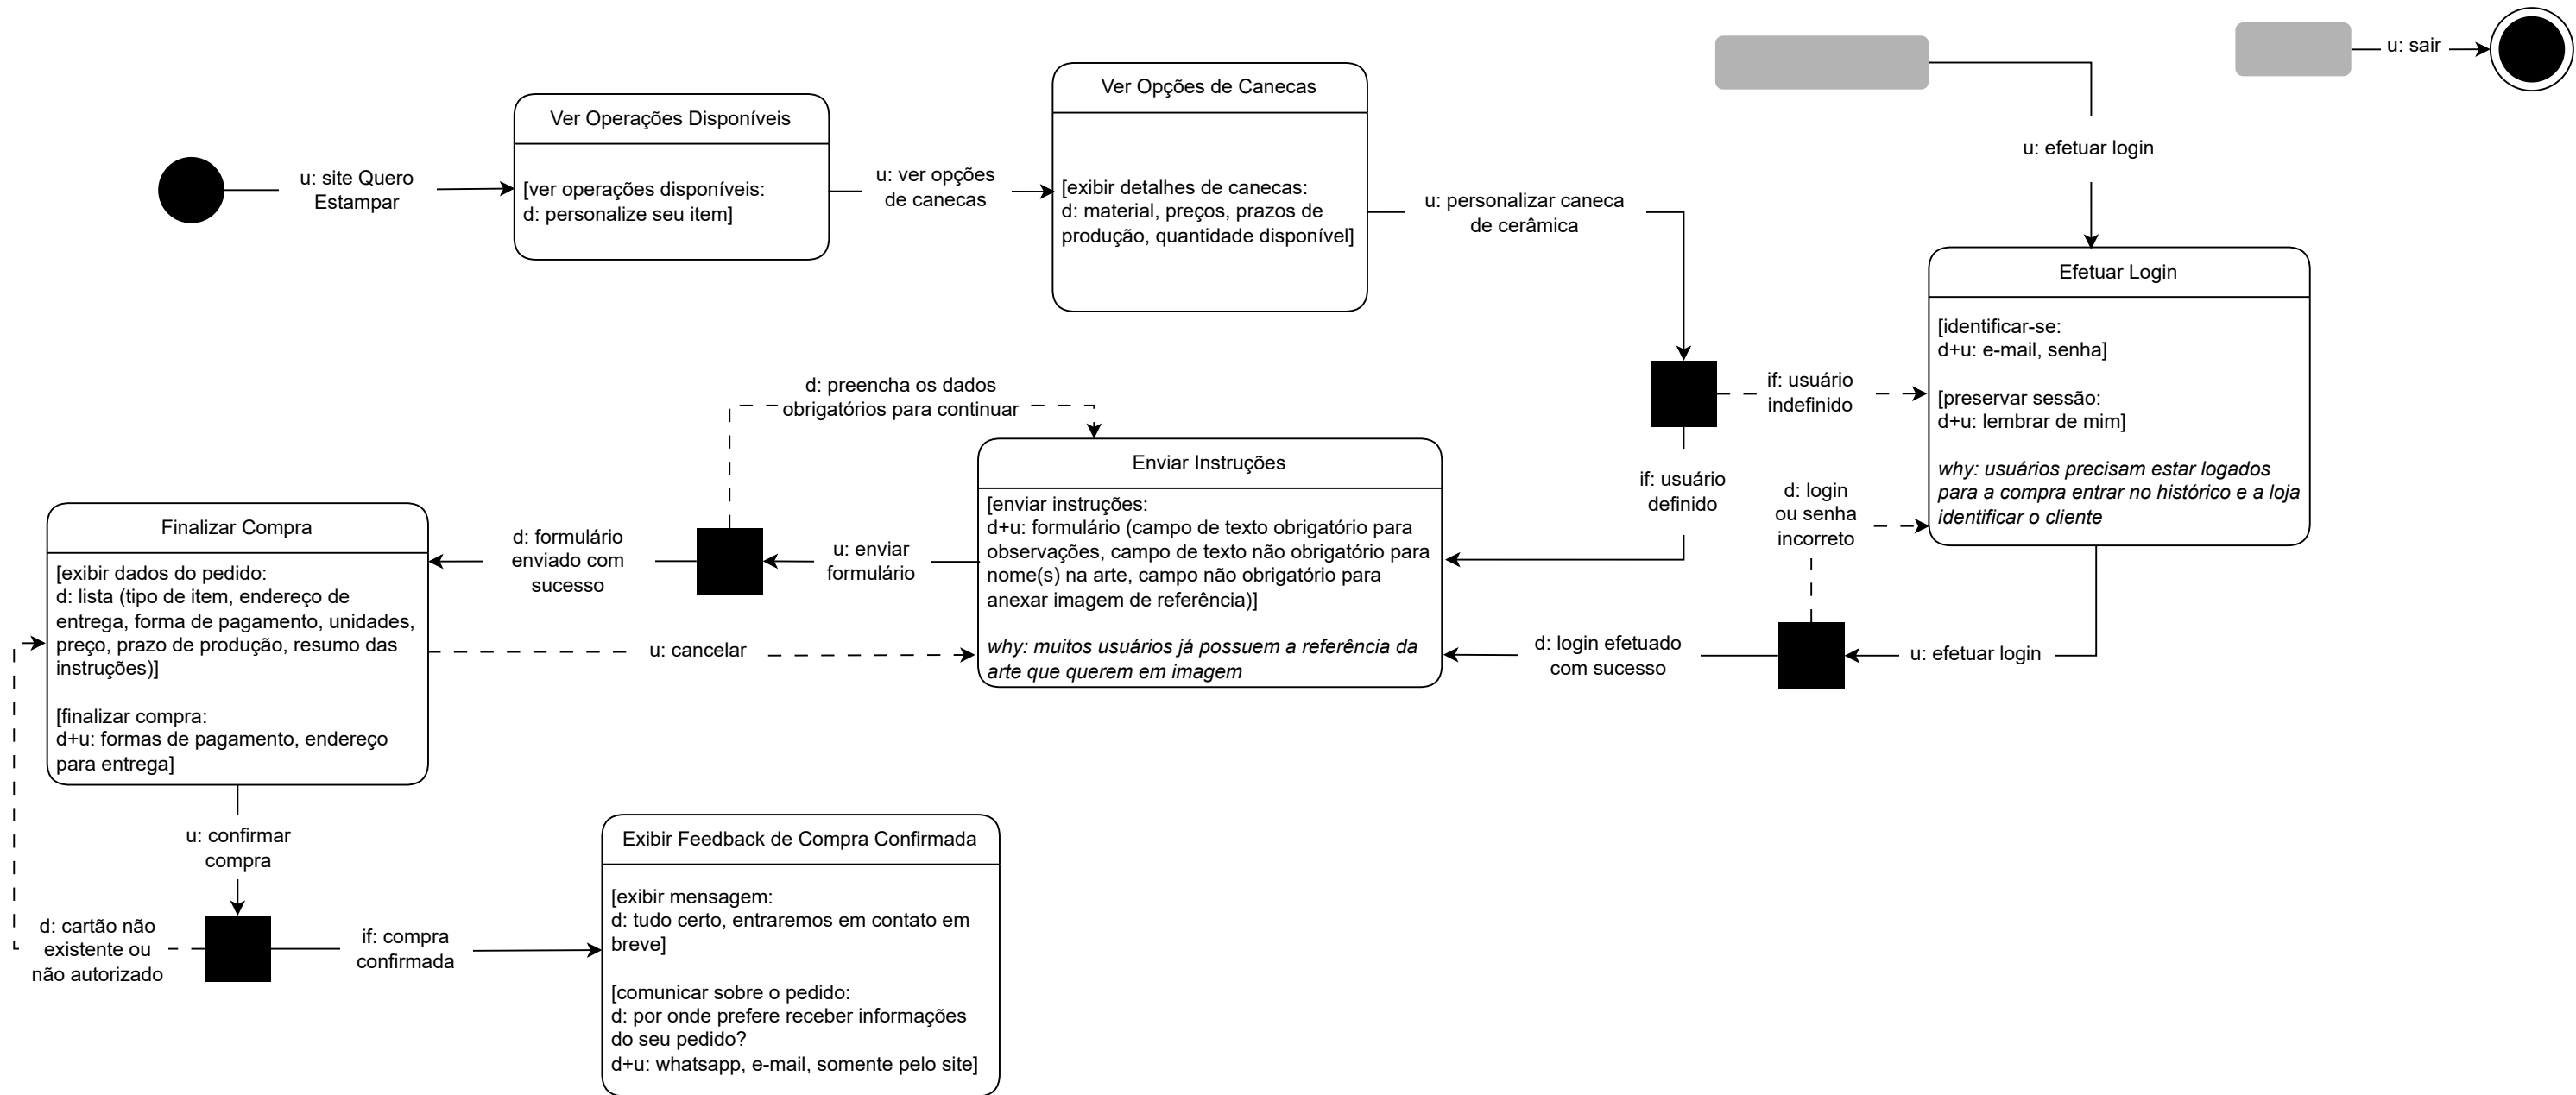 u: site Quero
Estampar
Ver Operações Disponíveis
[ver operações disponíveis:
d: personalize seu item]
u: ver opções
de canecas
Ver Opções de Canecas
[exibir detalhes de canecas:
d: material, preços, prazos de
produção, quantidade disponível]
u: personalizar caneca
de cerâmica
u: efetuar login
u: sair
Efetuar Login
[identificar-se:
d+u: e-mail, senha]
[preservar sessão:
d+u: lembrar de mim]
why: usuários precisam estar logados
para a compra entrar no histórico e a loja
identificar o cliente
if: usuário
indefinido
if: usuário
definido
d: login
ou senha
incorreto
u: efetuar login
d: login efetuado
com sucesso
d: preencha os dados
obrigatórios para continuar
Enviar Instruções
[enviar instruções:
d+u: formulário (campo de texto obrigatório para
observações, campo de texto não obrigatório para
nome(s) na arte, campo não obrigatório para
anexar imagem de referência)]
why: muitos usuários já possuem a referência da
arte que querem em imagem
u: enviar
formulário
d: formulário
enviado com
sucesso
u: cancelar
Finalizar Compra
[exibir dados do pedido:
d: lista (tipo de item, endereço de
entrega, forma de pagamento, unidades,
preço, prazo de produção, resumo das
instruções)]
[finalizar compra:
d+u: formas de pagamento, endereço
para entrega]
u: confirmar
compra
d: cartão não
existente ou
não autorizado
if: compra
confirmada
Exibir Feedback de Compra Confirmada
[exibir mensagem:
d: tudo certo, entraremos em contato em
breve]
[comunicar sobre o pedido:
d: por onde prefere receber informações
do seu pedido?
d+u: whatsapp, e-mail, somente pelo site]